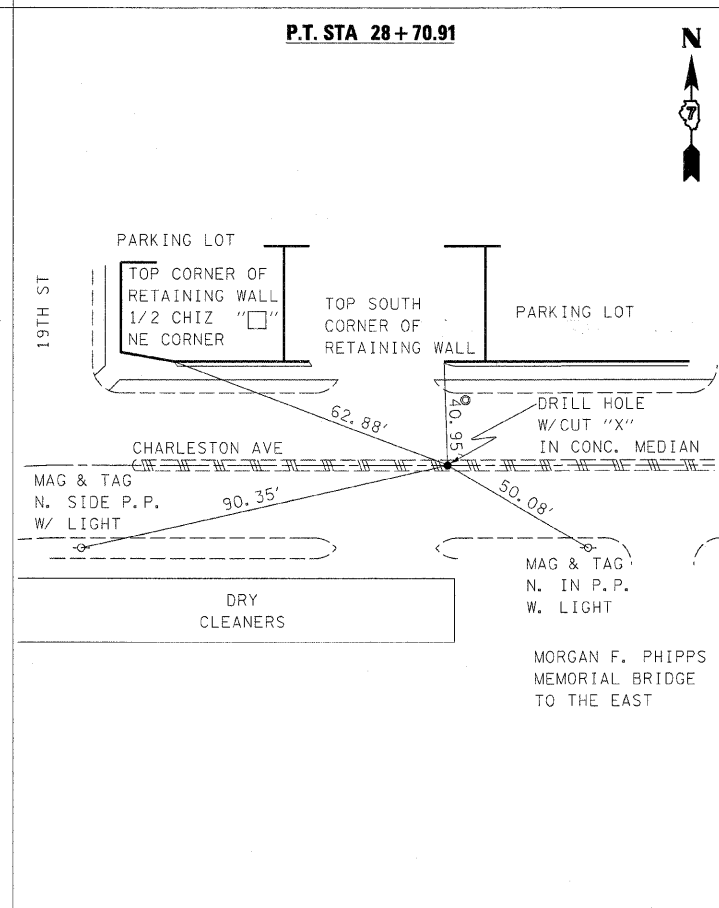 P.T. STA 28+70.91
N
7
PARKING LOT
TOP CORNER OF
RETAINING WALL
1/2 CHIZ "□"
NE CORNER
19TH ST
TOP SOUTH
CORNER OF
RETAINING WALL
PARKING LOT
62.88'
40.95'
DRILL HOLE
W/CUT "X"
IN CONC. MEDIAN
CHARLESTON AVE
MAG & TAG
N. SIDE P.P.
W/ LIGHT
90.35'
50.08'
MAG & TAG
N. IN P.P.
W. LIGHT
DRY
CLEANERS
MORGAN F. PHIPPS
MEMORIAL BRIDGE
TO THE EAST